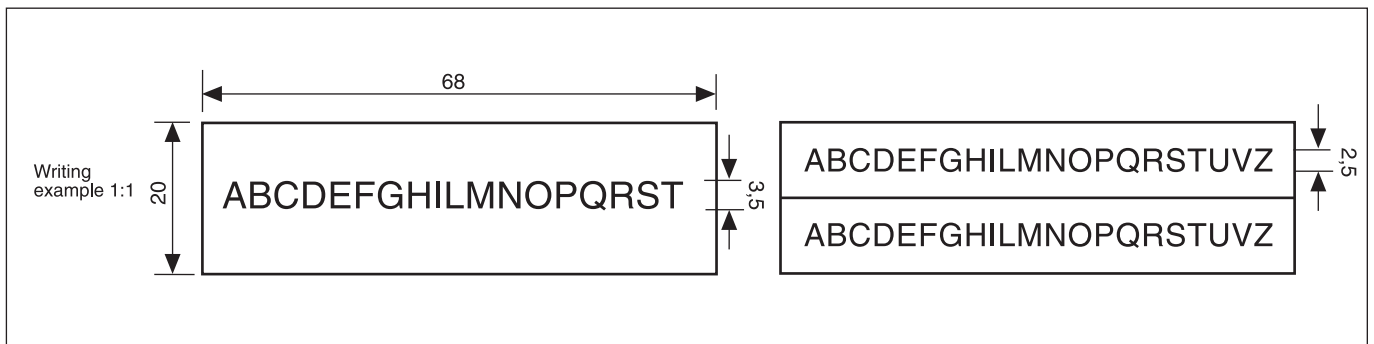 68
Writing
example 1:1
20
ABCDEFGHILMNOPQRST
3,5
ABCDEFGHILMNOPQRSTUVZ
2,5
ABCDEFGHILMNOPQRSTUVZ